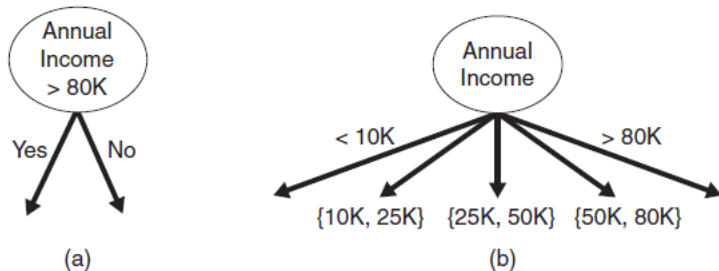 Annual
Income
> 80K
Yes
No
(a)
Annual
Income
< 10K
> 80K
{10K, 25K}
{25K, 50K}
{50K, 80K}
(b)